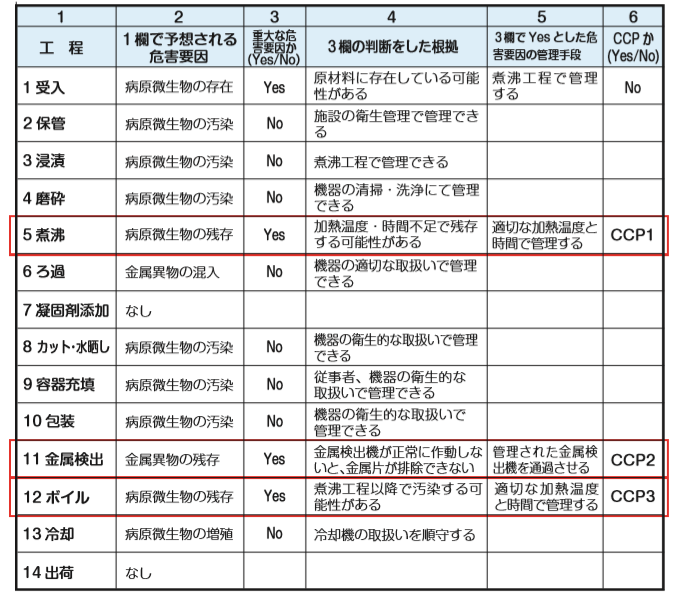 1 2 3 4 5 6
工程 1欄で予想される 重大な危 3欄の判断をした根拠 3欄でYesとした危 CCPか
危害要因 害要因か 害要因の管理手段 (Yes/No)
(Yes/No)
1 受入 病原微生物の存在 Yes 原材料に存在している可能 煮沸工程で管理 No
性がある する
2 保管 病原微生物の汚染 No 施設の衛生管理で管理でき
る
3 浸漬 病原微生物の汚染 No 煮沸工程で管理できる
4 磨砕 病原微生物の汚染 No 機器の清掃・洗浄にて管理
できる
5 煮沸 病原微生物の残存 Yes 加熱温度・時間不足で残存 適切な加熱温度と CCP1
する可能性がある 時間で管理する
6 ろ過 金属異物の混入 No 機器の適切な取扱いで管理
できる
7 凝固剤添加 なし
8 カット・水晒し 病原微生物の汚染 No 機器の衛生的な取扱いで管理
できる
9 容器充填 病原微生物の汚染 No 従事者、機器の衛生的な
取扱いで管理できる
10 包装 病原微生物の汚染 No 機器の衛生的な取扱いで
管理できる
11 金属検出 金属異物の残存 Yes 金属検出機が正常に作動しな 管理された金属検 CCP2
いと、金属片が排除できない 出機を通過させる
12 ボイル 病原微生物の残存 Yes 煮沸工程以降で汚染する可 適切な加熱温度 CCP3
能性がある と時間で管理する
13 冷却 病原微生物の増殖 No 冷却機の取扱いを順守する
14 出荷 なし